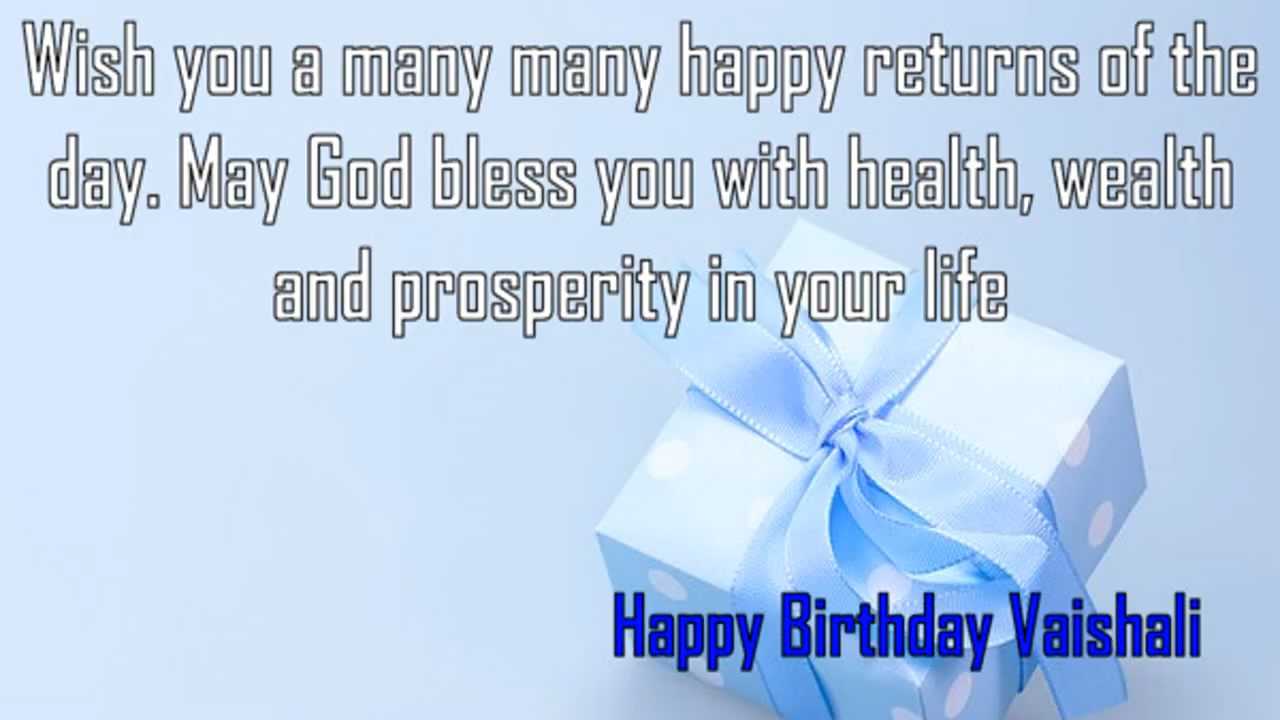 Wish you a many many happy returns of the
day. May God bless you with health, wealth
and prosperity in your life
Happy Birthday Vaishali